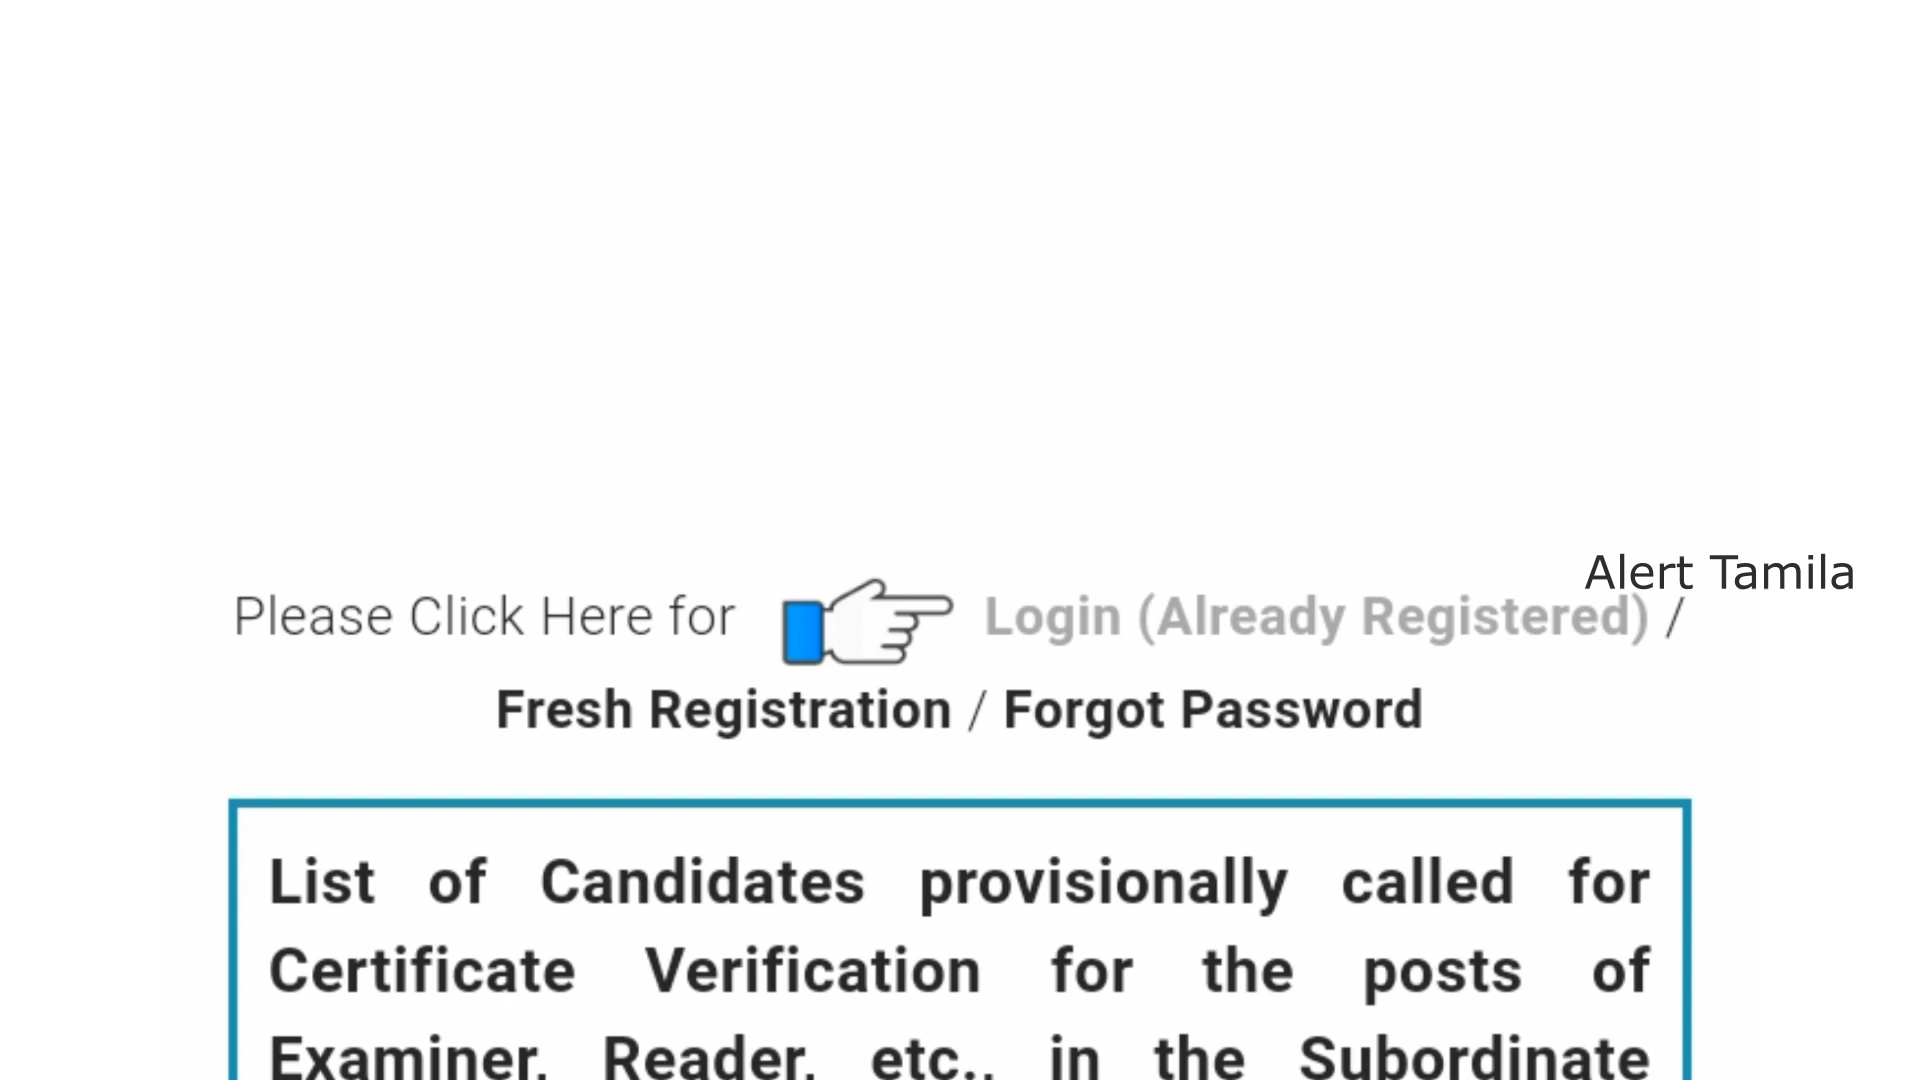 Alert Tamila
Please Click Here for Login (Already Registered) /
Fresh Registration / Forgot Password
List of Candidates provisionally called for
Certificate Verification for the posts of
Examiner, Reader, etc., in the Subordinate